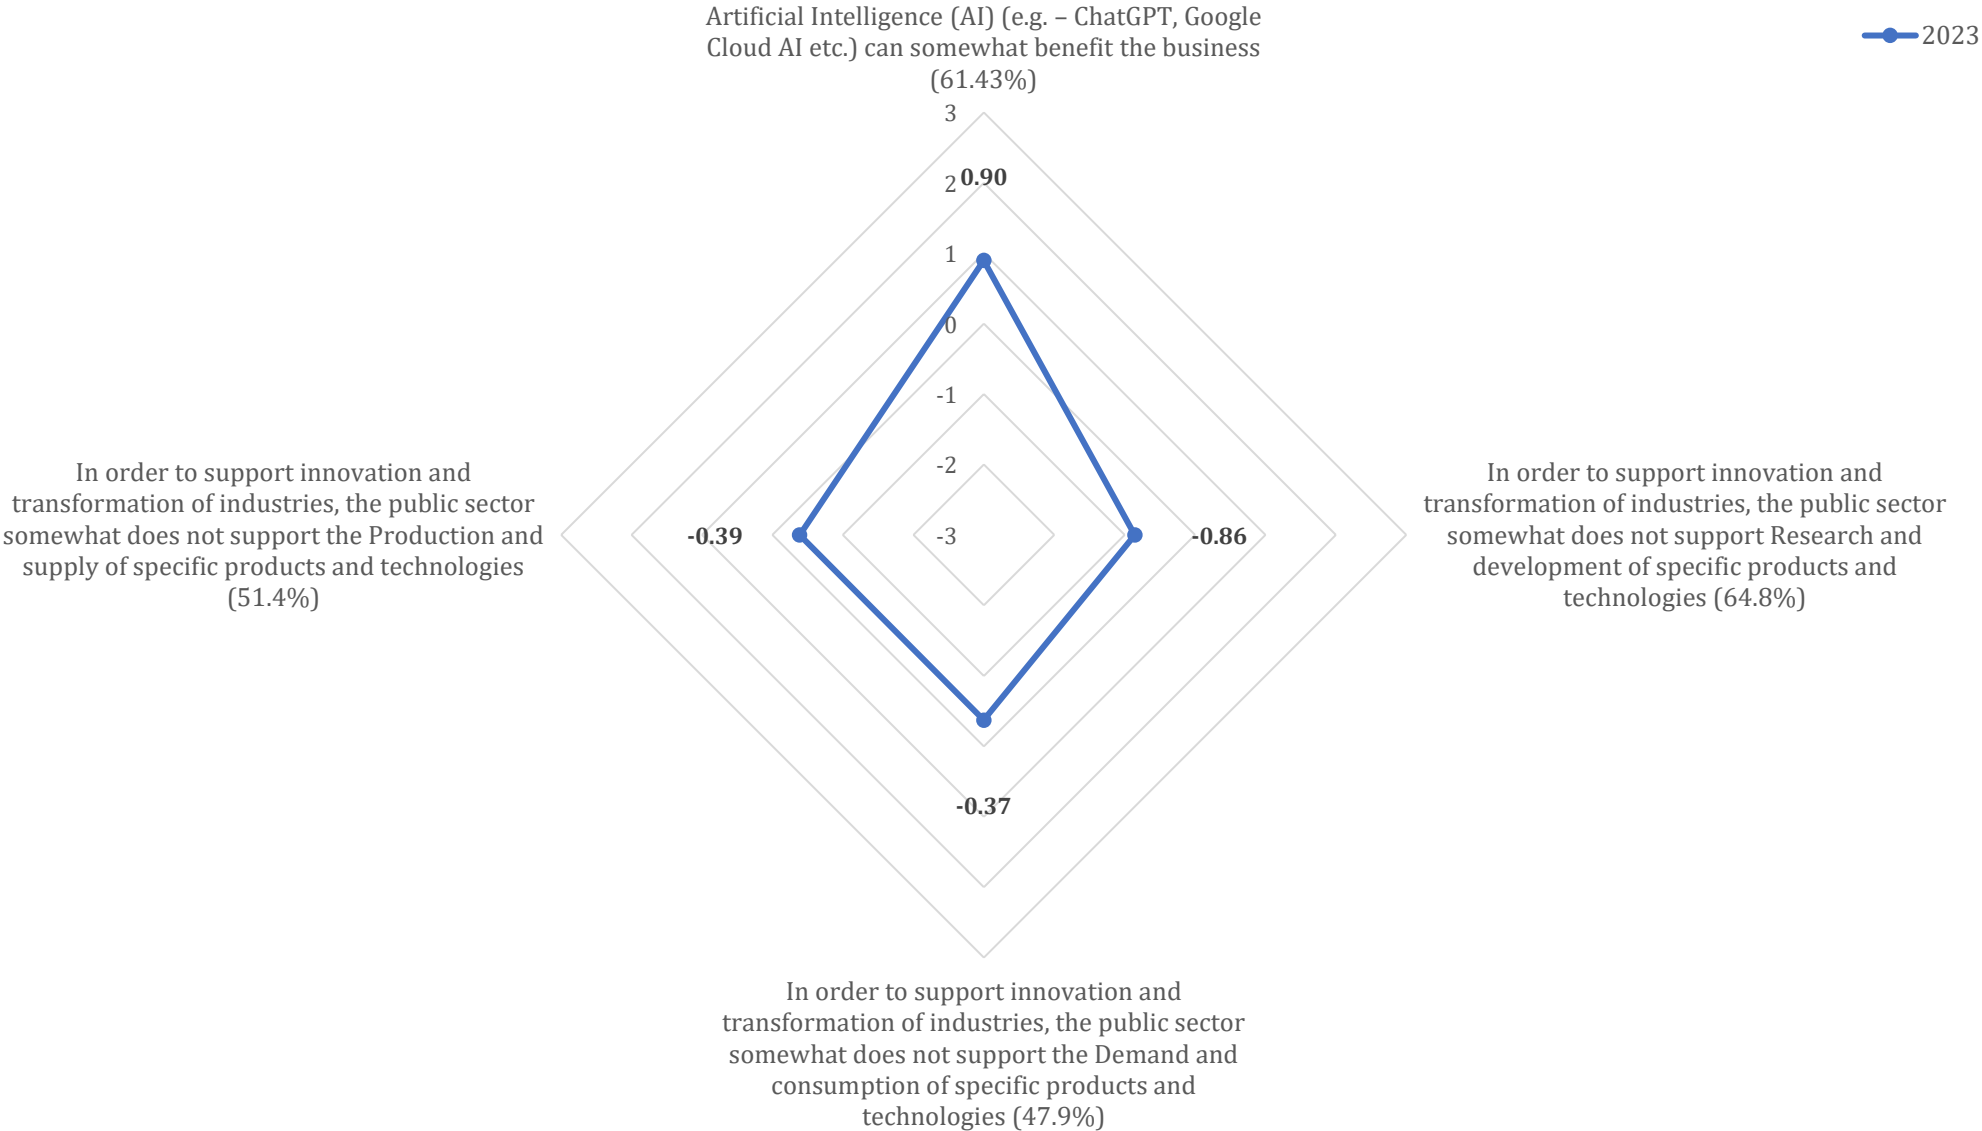 Artificial Intelligence (AI) (e.g. – ChatGPT, Google
Cloud AI etc.) can somewhat benefit the business
(61.43%)
2023
3
2
0.90
1
0
-1
-2
-3
In order to support innovation and
transformation of industries, the public sector
somewhat does not support the Production and
supply of specific products and technologies
(51.4%)
-0.39
-0.86
In order to support innovation and
transformation of industries, the public sector
somewhat does not support Research and
development of specific products and
technologies (64.8%)
-0.37
In order to support innovation and
transformation of industries, the public sector
somewhat does not support the Demand and
consumption of specific products and
technologies (47.9%)